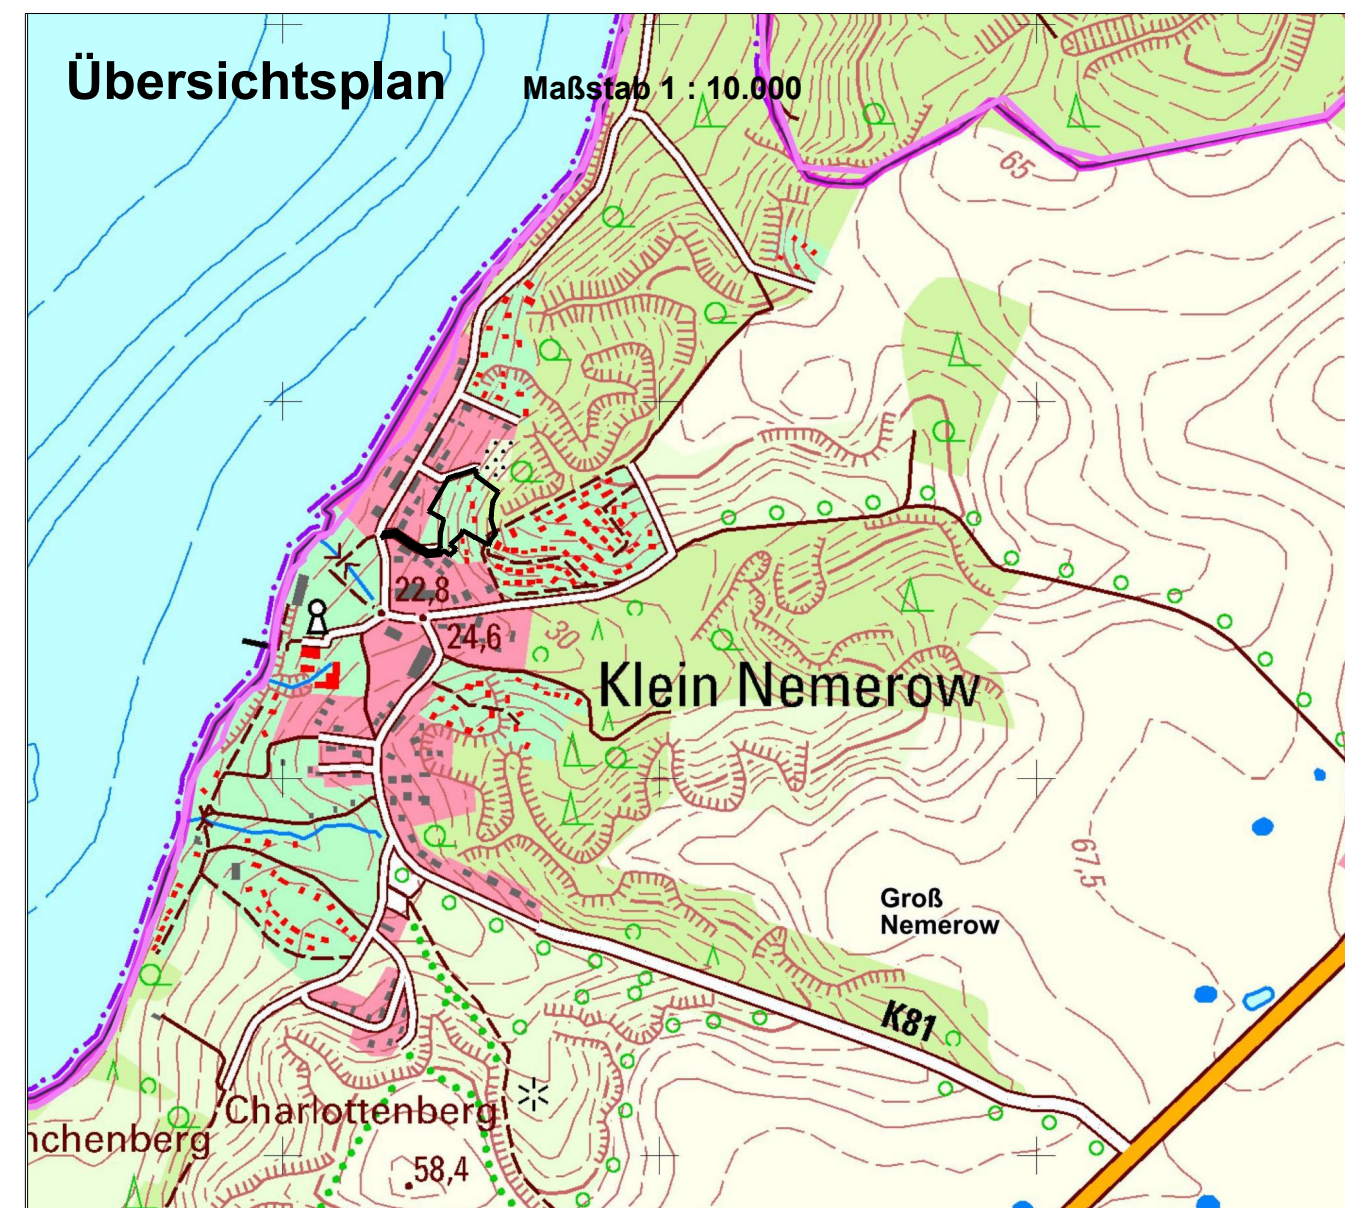 Übersichtsplan
Maßstab 1 : 10.000
65
22,8
24,6
30
Klein Nemerow
67,5
Groß
Nemerow
K81
Charlottenberg
nchenberg
58,4